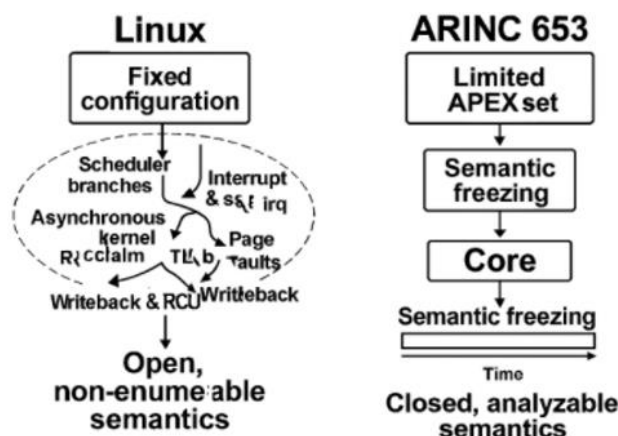 Linux
Fixed
configuration
Scheduler
branches
Interrupt
&
irq
Asynchronous
kernel
Page
Writeback & RCU
Open,
semantics
ARINC 653
Limited
APEX set
Semantic
freezing
Core
Semantic freezing
Time
Closed, analyzable
semantics